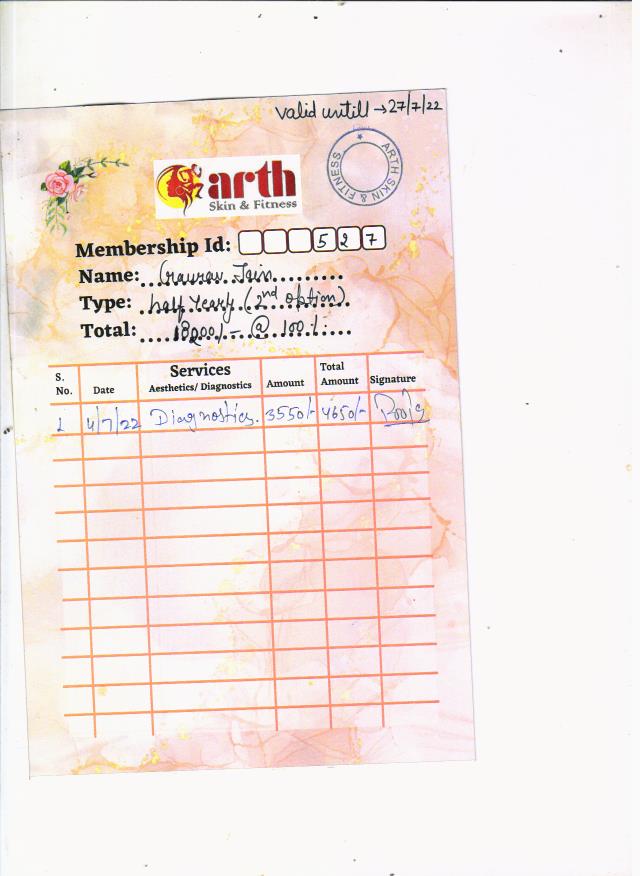 valid untill → 27/7/22
ARTH SKIN & FITNESS
arth
Skin & Fitness
Membership Id: 527
Name: Gaurav Jain
Type: half Yearly (2nd option)
Total: 18000/- @ 100/.
S. No. Date Services Aesthetics/ Diagnostics Amount Total Amount Signature
1 4/7/22 Diagnostics. 3550/- 4650/-